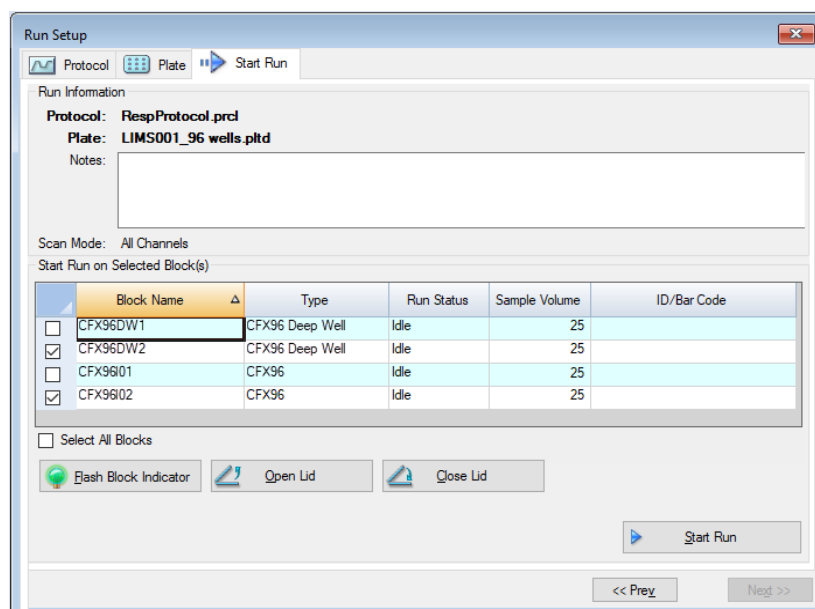 Run Setup
Protocol Plate Start Run
Run Information
Protocol: RespProtocol.prcl
Plate: LIMS001_96 wells.pltd
Notes:
Scan Mode: All Channels
Start Run on Selected Block(s)
Block Name Type Run Status Sample Volume ID/Bar Code
CFX96DW1 CFX96 Deep Well Idle 25
CFX96DW2 CFX96 Deep Well Idle 25
CFX96I01 CFX96 Idle 25
CFX96I02 CFX96 Idle 25
Select All Blocks
Flash Block Indicator Open Lid Close Lid
Start Run
<< Prev Next >>